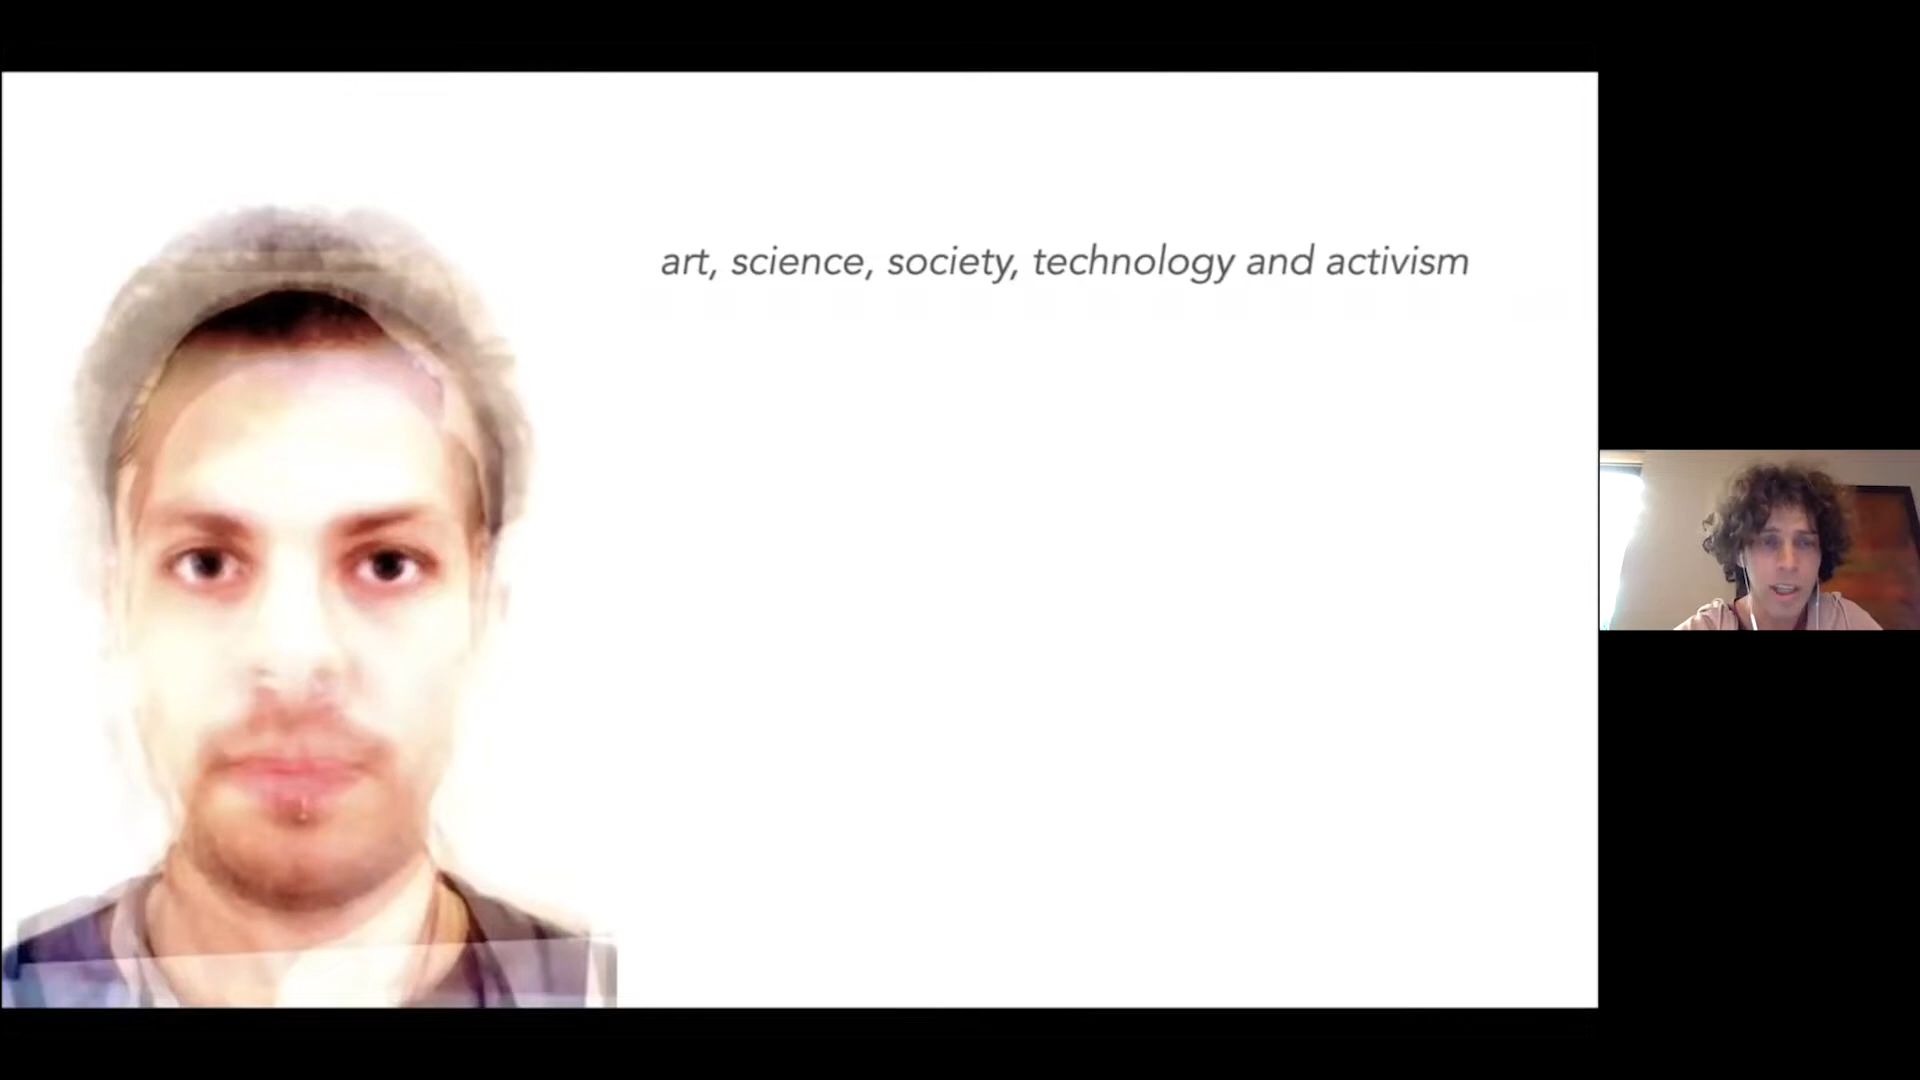 art, science, society, technology and activism